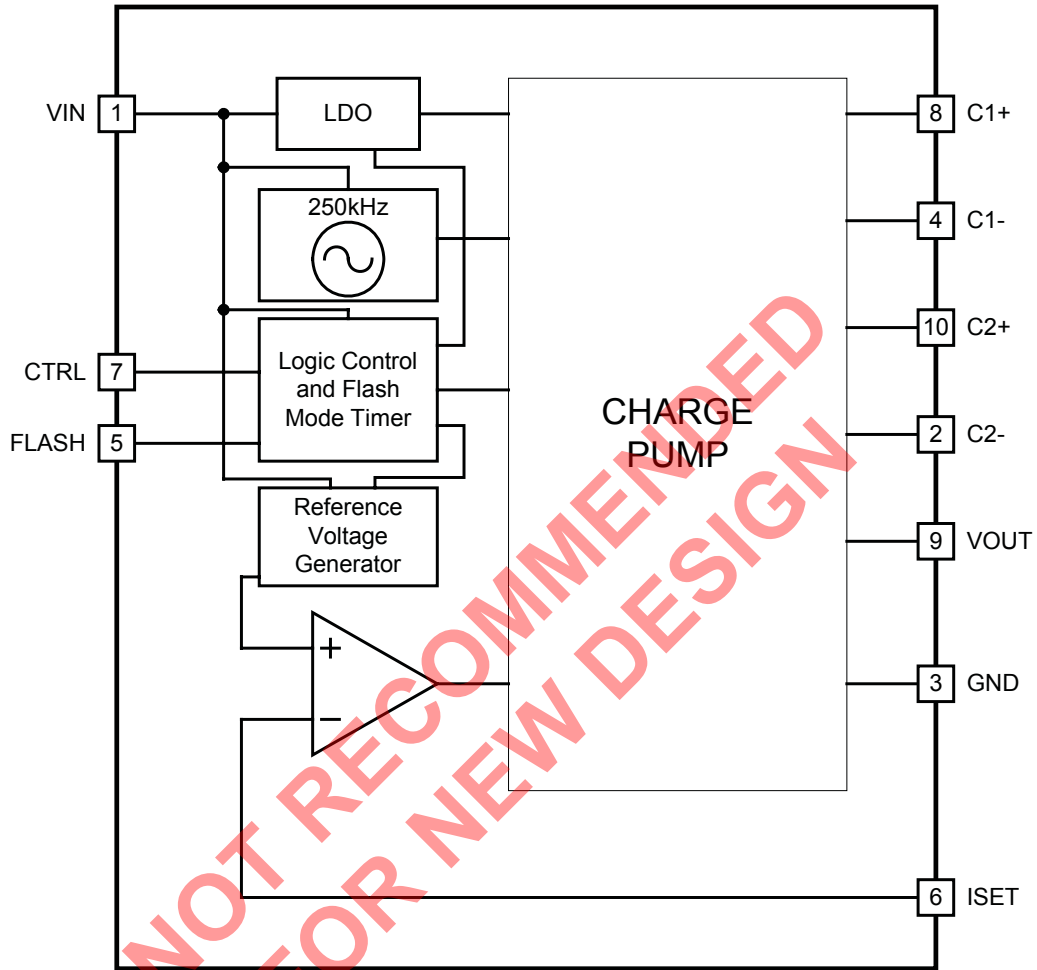 VIN 1
LDO
8 C1+
250kHz
4 C1-
10 C2+
CTRL 7
Logic Control
and Flash
Mode Timer
FLASH 5
CHARGE
PUMP
2 C2-
Reference
Voltage
Generator
9 VOUT
+
−
3 GND
6 ISET
NOT RECOMMENDED
FOR NEW DESIGN